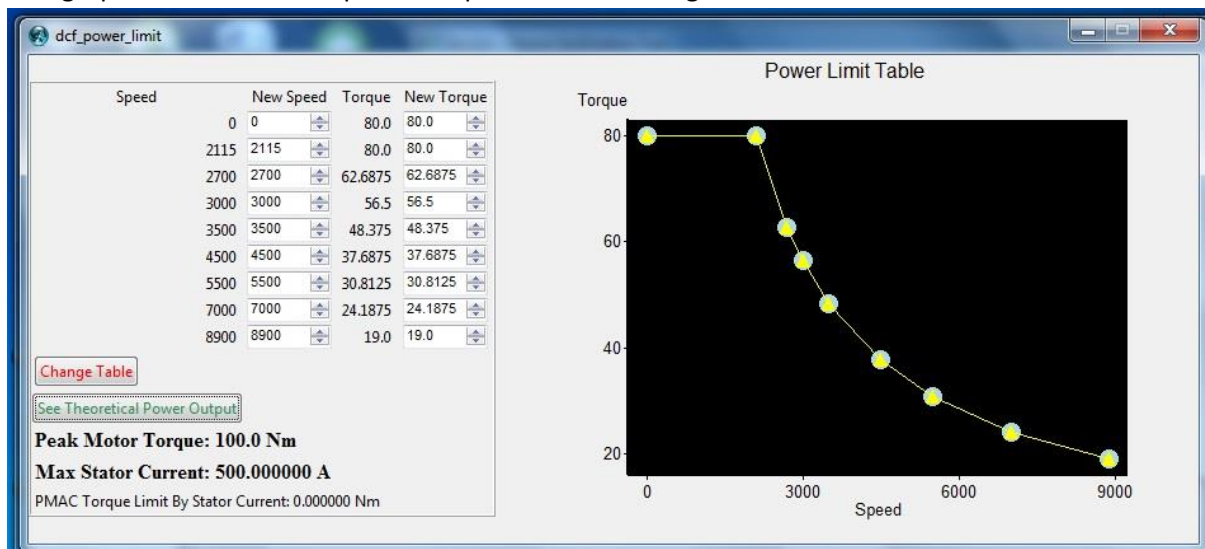 dcf_power_limit
Speed New Speed Torque New Torque
0 0 80.0 80.0
2115 2115 80.0 80.0
2700 2700 62.6875 62.6875
3000 3000 56.5 56.5
3500 3500 48.375 48.375
4500 4500 37.6875 37.6875
5500 5500 30.8125 30.8125
7000 7000 24.1875 24.1875
8900 8900 19.0 19.0
Change Table
See Theoretical Power Output
Peak Motor Torque: 100.0 Nm
Max Stator Current: 500.000000 A
PMAC Torque Limit By Stator Current: 0.000000 Nm
Power Limit Table
Torque
80
60
40
20
0 3000 6000 9000
Speed